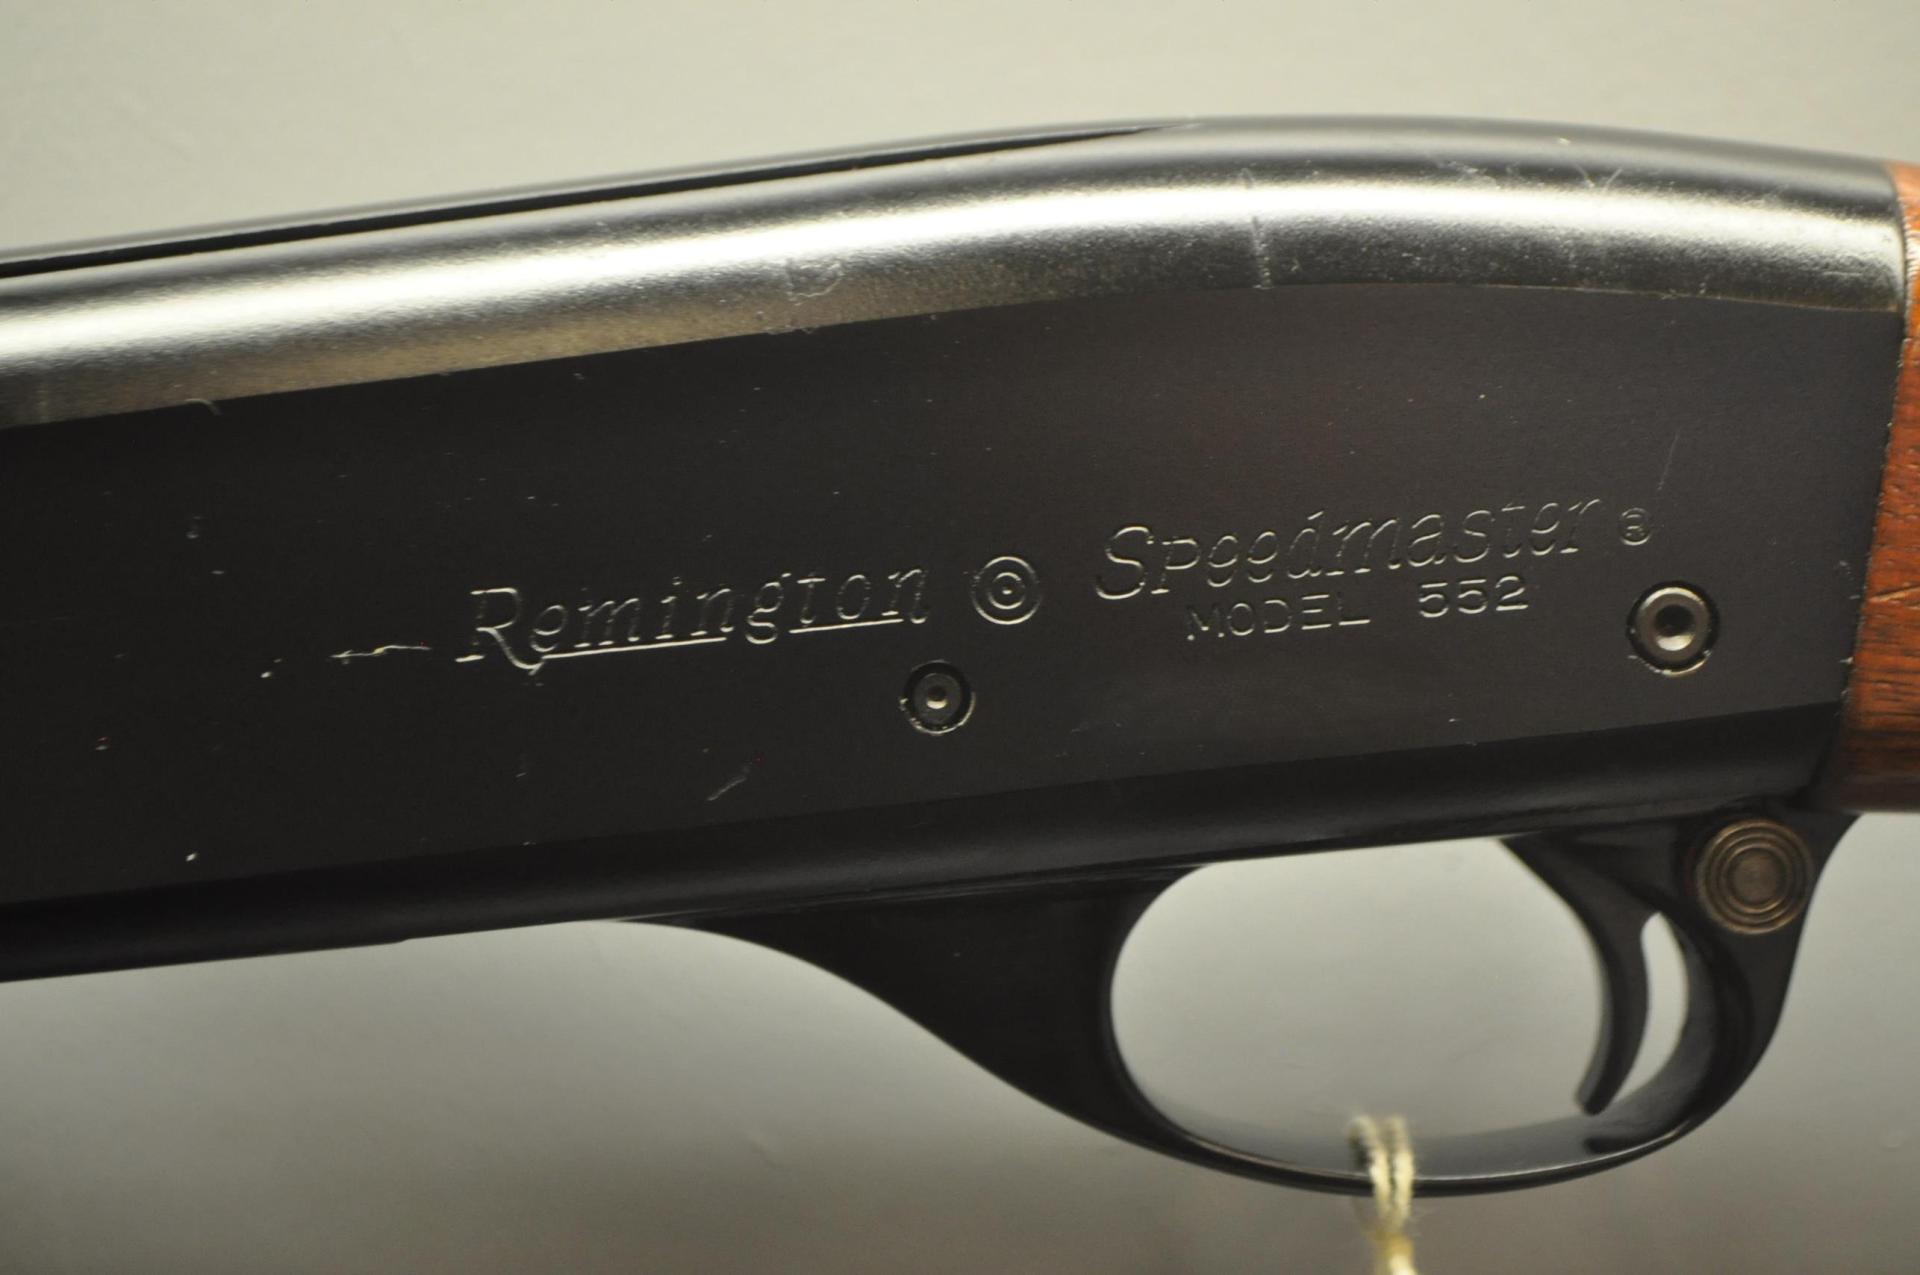 Remington Speedmaster ®
MODEL 552